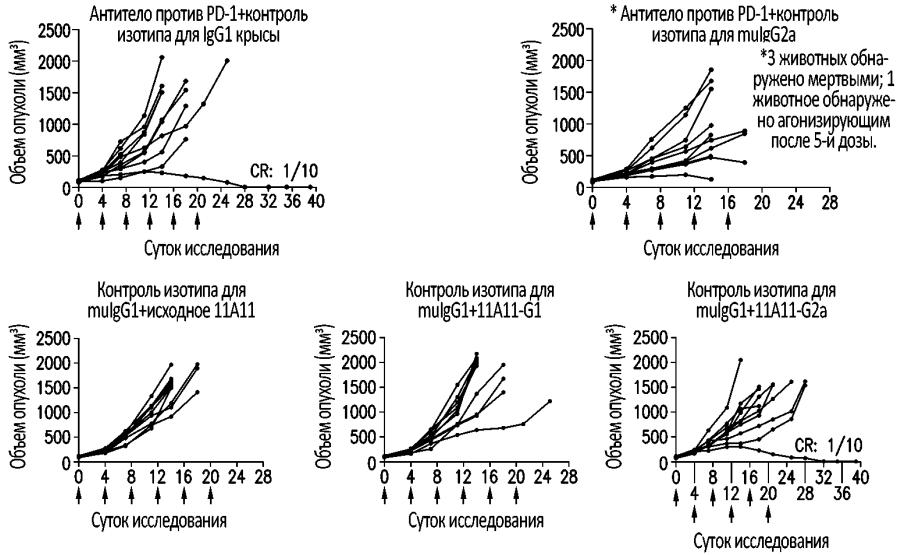 Антитело против PD-1+контроль
изотипа для IgG1 крысы
Объем опухоли (мм³)
2500
2000
1500
1000
500
0
CR: 1/10
0 4 8 12 16 20 24 28 32 36 40
Суток исследования
* Антитело против PD-1+контроль
изотипа для muIgG2a
*3 животных обна-
ружено мертвыми; 1
животное обнаруже-
но агонизирующим
после 5-й дозы.
Объем опухоли (мм³)
2500
2000
1500
1000
500
0
0 4 8 12 16 20 24 28
Суток исследования
Контроль изотипа для
muIgG1+исходное 11A11
Объем опухоли (мм³)
2500
2000
1500
1000
500
0
0 4 8 12 16 20 24 28
Суток исследования
Контроль изотипа для
muIgG1+11A11-G1
Объем опухоли (мм³)
2500
2000
1500
1000
500
0
0 4 8 12 16 20 24 28
Суток исследования
Контроль изотипа для
muIgG1+11A11-G2a
Объем опухоли (мм³)
2500
2000
1500
1000
500
0
CR: 1/10
0 8 16 24 32 40
4 12 20 28 36
Суток исследования